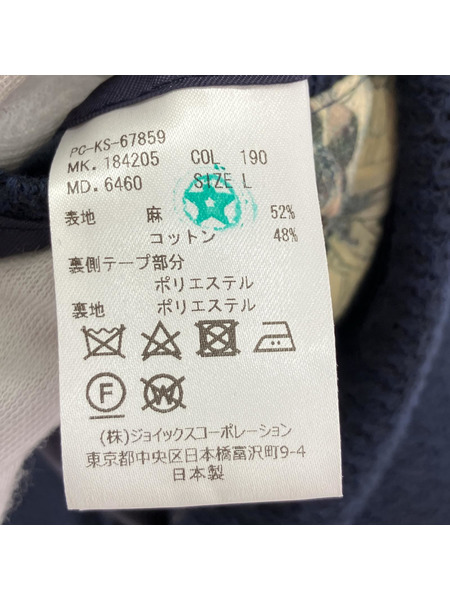 PC-KS-67859
MK. 184205 COL 190
MD. 6460 SIZE L
表地 麻 52%
コットン 48%
裏側テープ部分
ポリエステル
裏地 ポリエステル
F W
(株)ジョイックスコーポレーション
東京都中央区日本橋富沢町9-4
日本製